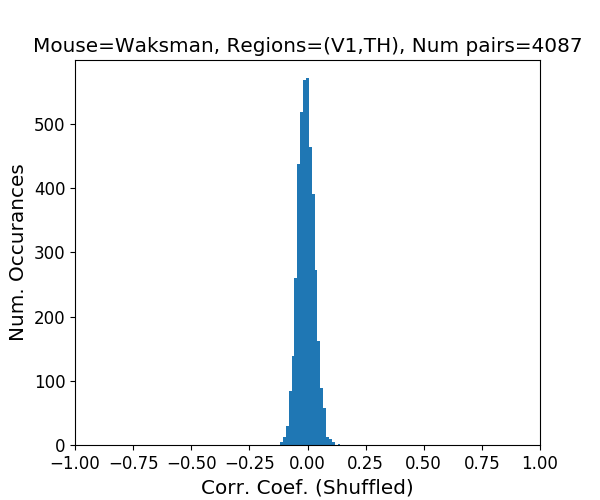 Mouse=Waksman, Regions=(V1,TH), Num pairs=4087
Num. Occurances
500
400
300
200
100
0
−1.00 −0.75 −0.50 −0.25 0.00 0.25 0.50 0.75 1.00
Corr. Coef. (Shuffled)